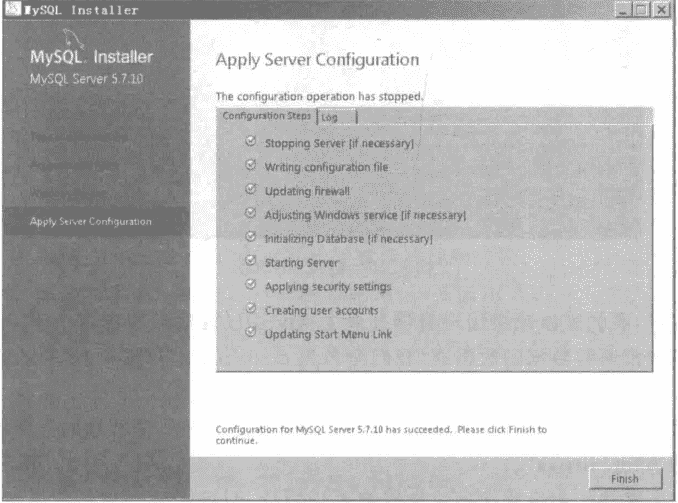 MySQL Installer
MySQL. Installer
MySQL Server 5.7.10
Apply Server Configuration
Apply Server Configuration
The configuration operation has stopped.
Configuration Steps
Log
Stopping Server [if necessary]
Writing configuration file
Updating firewall
Adjusting Windows service [if necessary]
Initializing Database [if necessary]
Starting Server
Applying security settings
Creating user accounts
Updating Start Menu Link
Configuration for MySQL Server 5.7.10 has succeeded. Please click Finish to
continue.
Finish